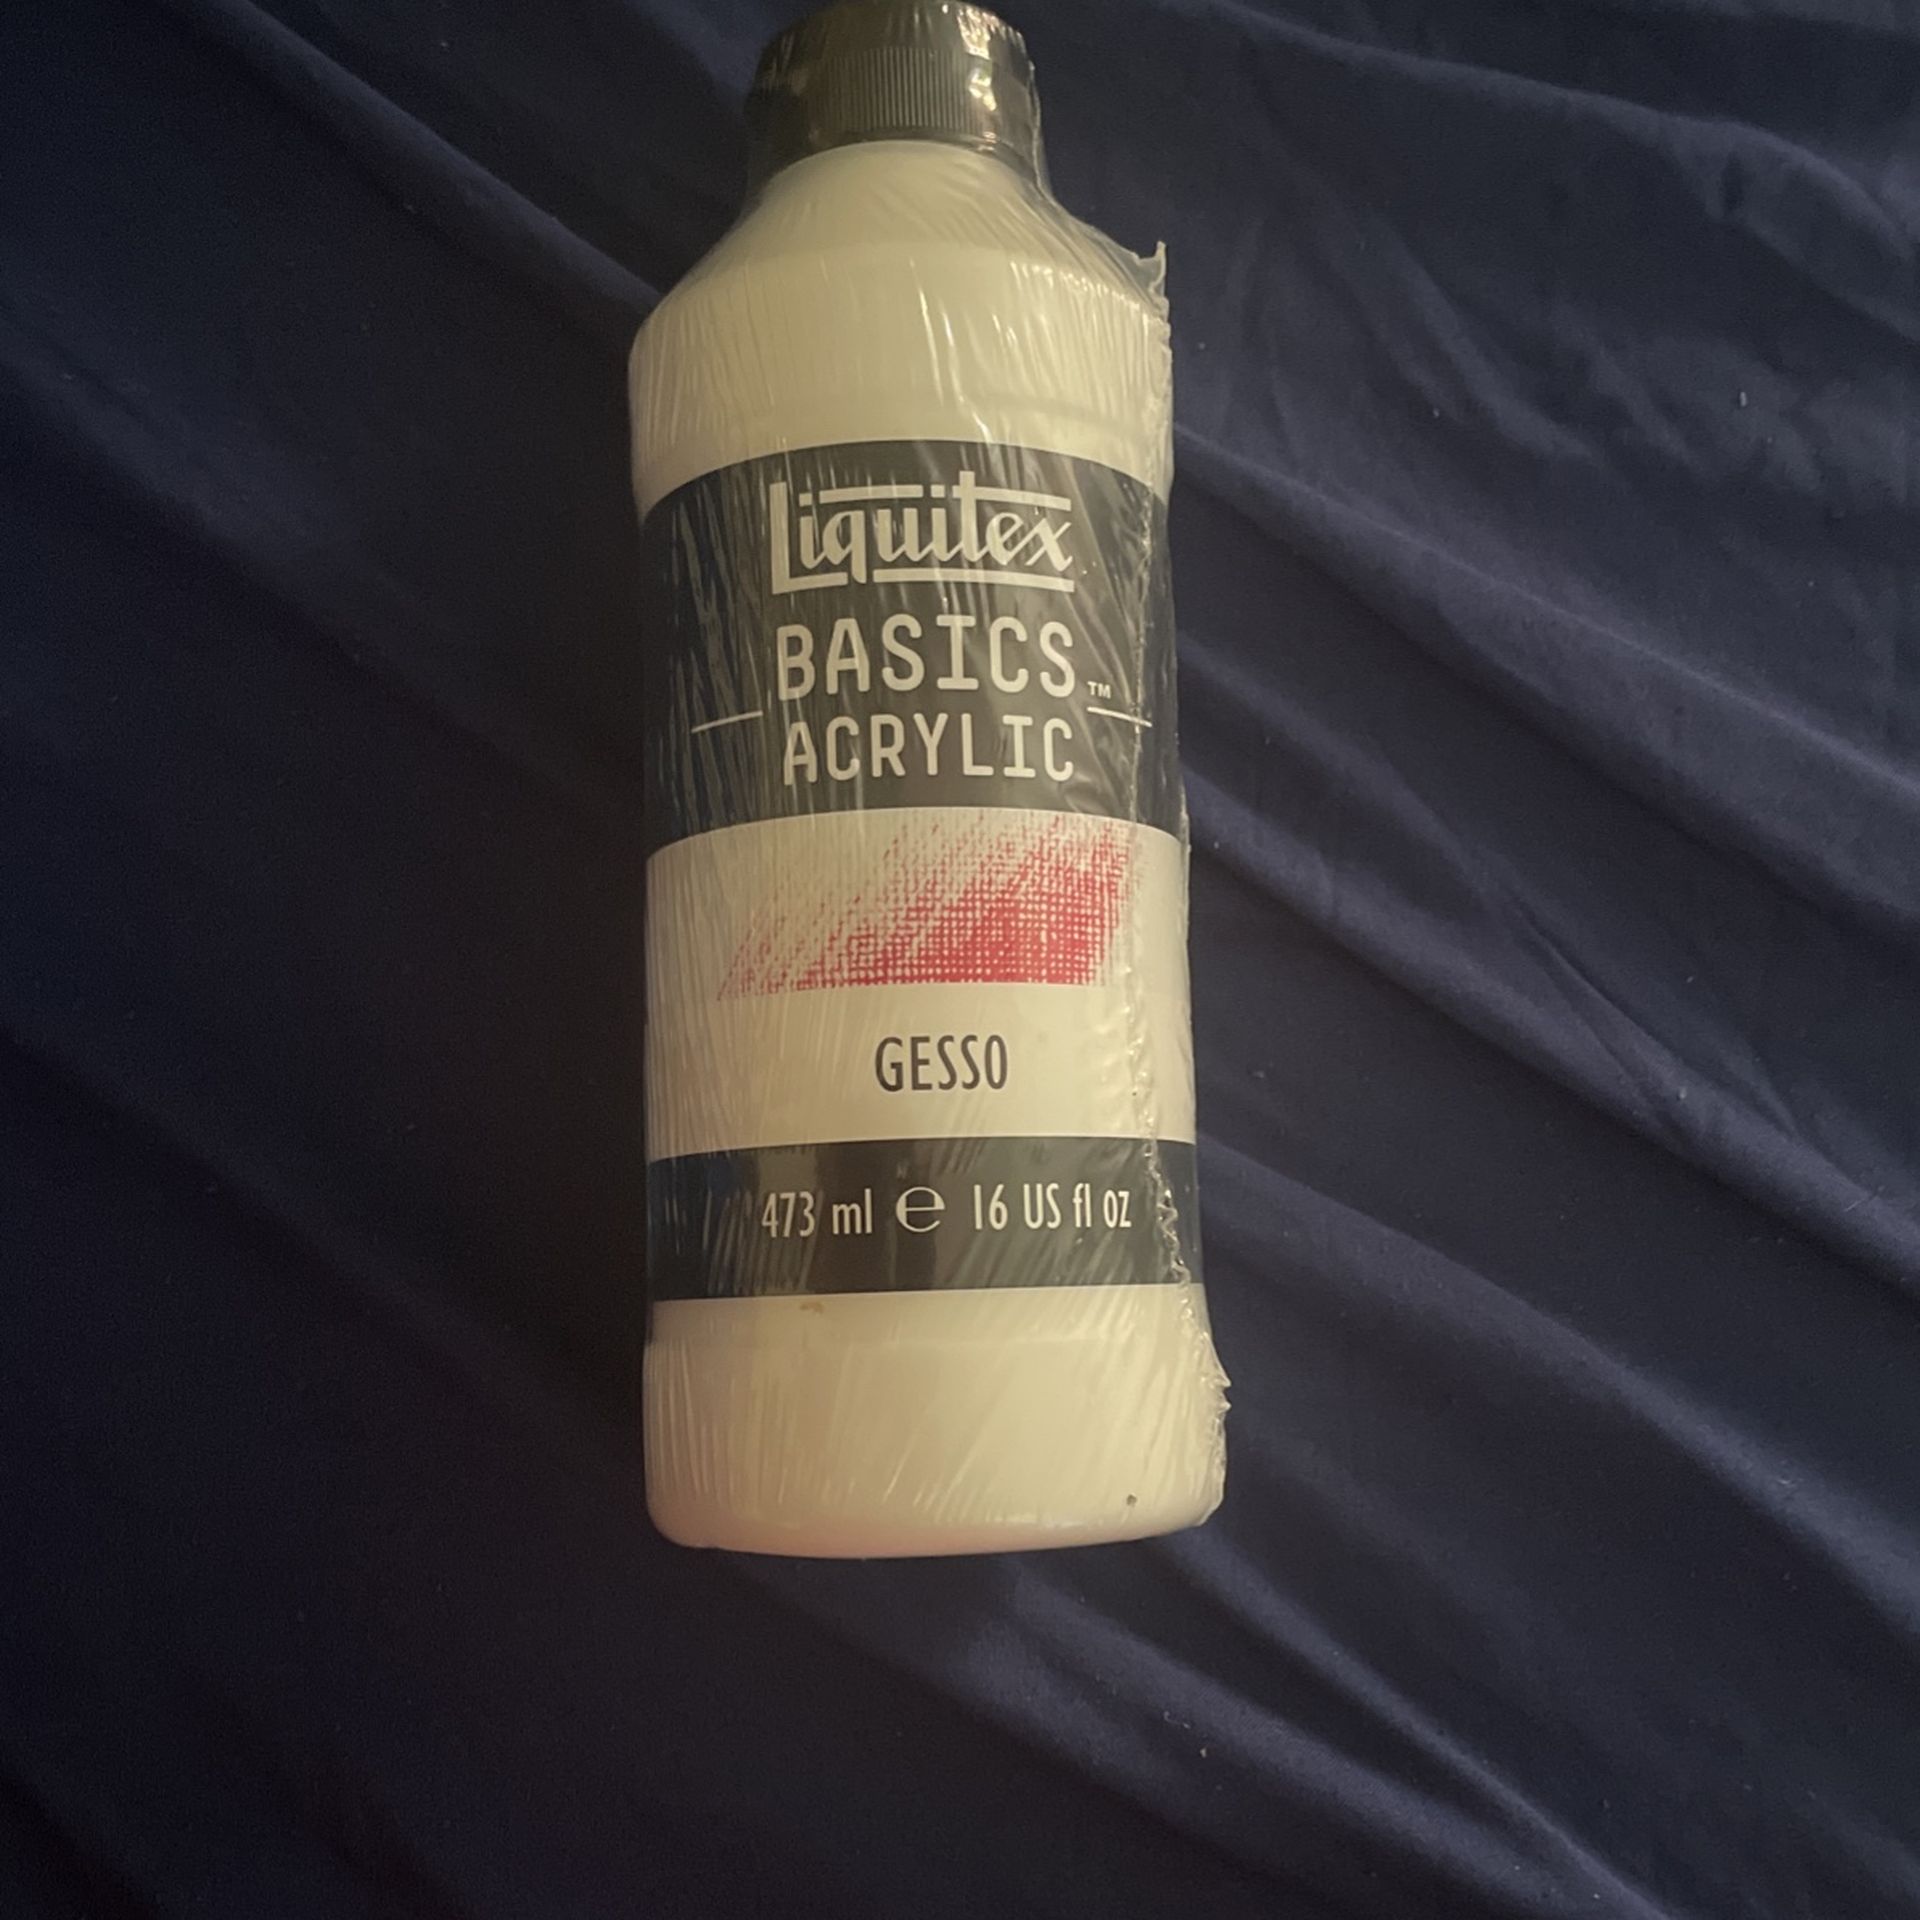 Liquitex
BASICS™
ACRYLIC
GESSO
473 ml ℮ 16 US fl oz